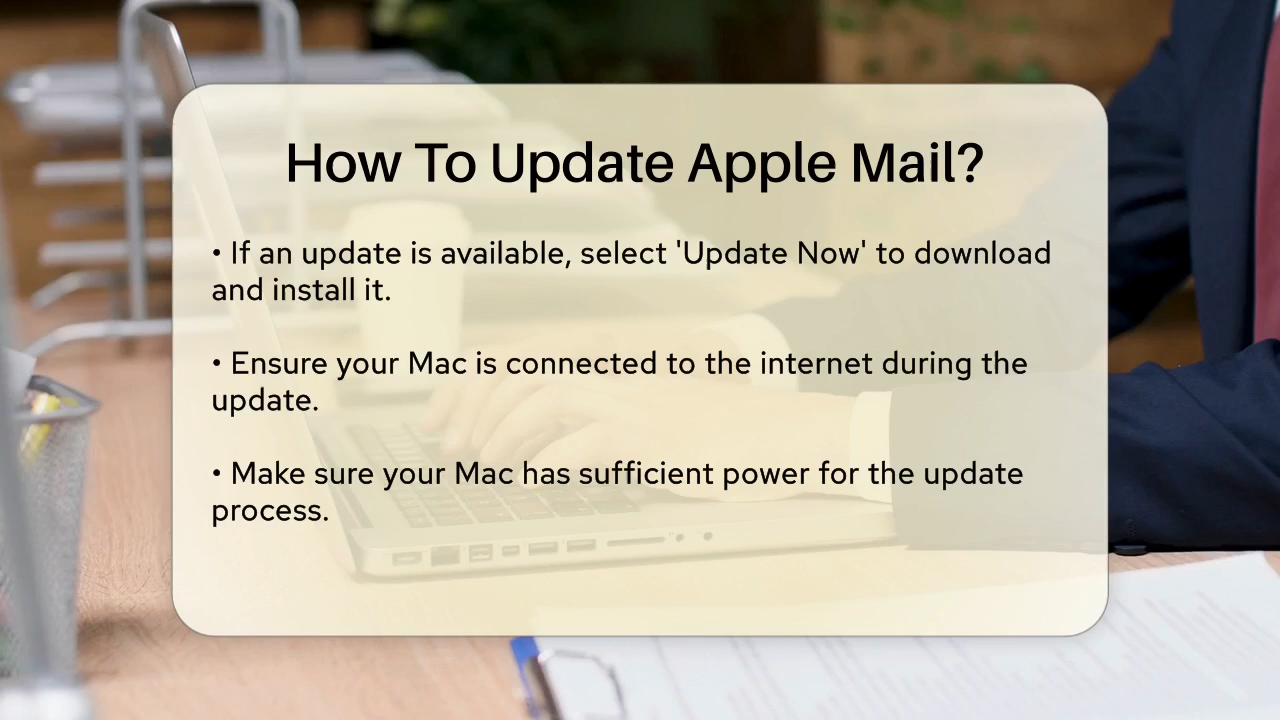 How To Update Apple Mail?
• If an update is available, select 'Update Now' to download
and install it.
• Ensure your Mac is connected to the internet during the
update.
• Make sure your Mac has sufficient power for the update
process.